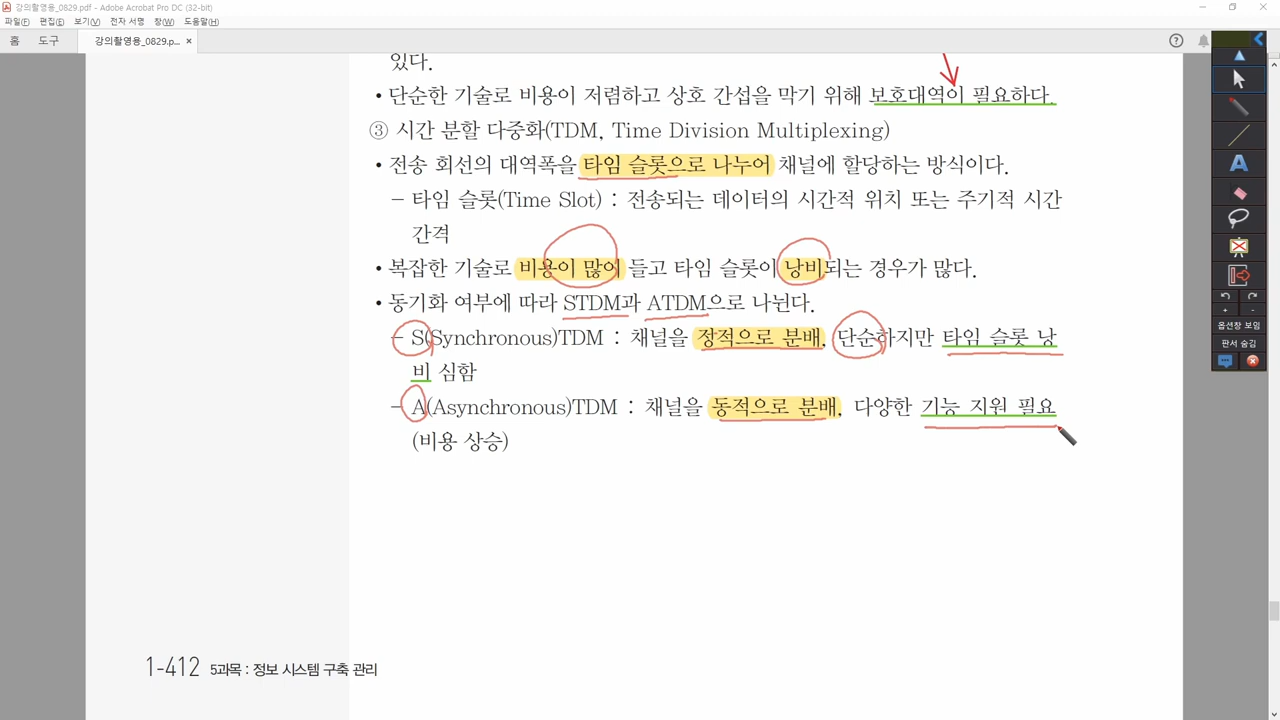 강의촬영용_0829.pdf - Adobe Acrobat Pro DC (32-bit)
파일(F) 편집(E) 보기(V) 전자 서명 창(W) 도움말(H)
홈 도구 강의촬영용_0829.p... ×
있다.
• 단순한 기술로 비용이 저렴하고 상호 간섭을 막기 위해 보호대역이 필요하다.
③ 시간 분할 다중화(TDM, Time Division Multiplexing)
• 전송 회선의 대역폭을 타임 슬롯으로 나누어 채널에 할당하는 방식이다.
– 타임 슬롯(Time Slot) : 전송되는 데이터의 시간적 위치 또는 주기적 시간
간격
• 복잡한 기술로 비용이 많이 들고 타임 슬롯이 낭비되는 경우가 많다.
• 동기화 여부에 따라 STDM과 ATDM으로 나뉜다.
– S(Synchronous)TDM : 채널을 정적으로 분배, 단순하지만 타임 슬롯 낭
비 심함
– A(Asynchronous)TDM : 채널을 동적으로 분배, 다양한 기능 지원 필요
(비용 상승)
옵션창 보임
판서 숨김
1-412 5과목 : 정보 시스템 구축 관리